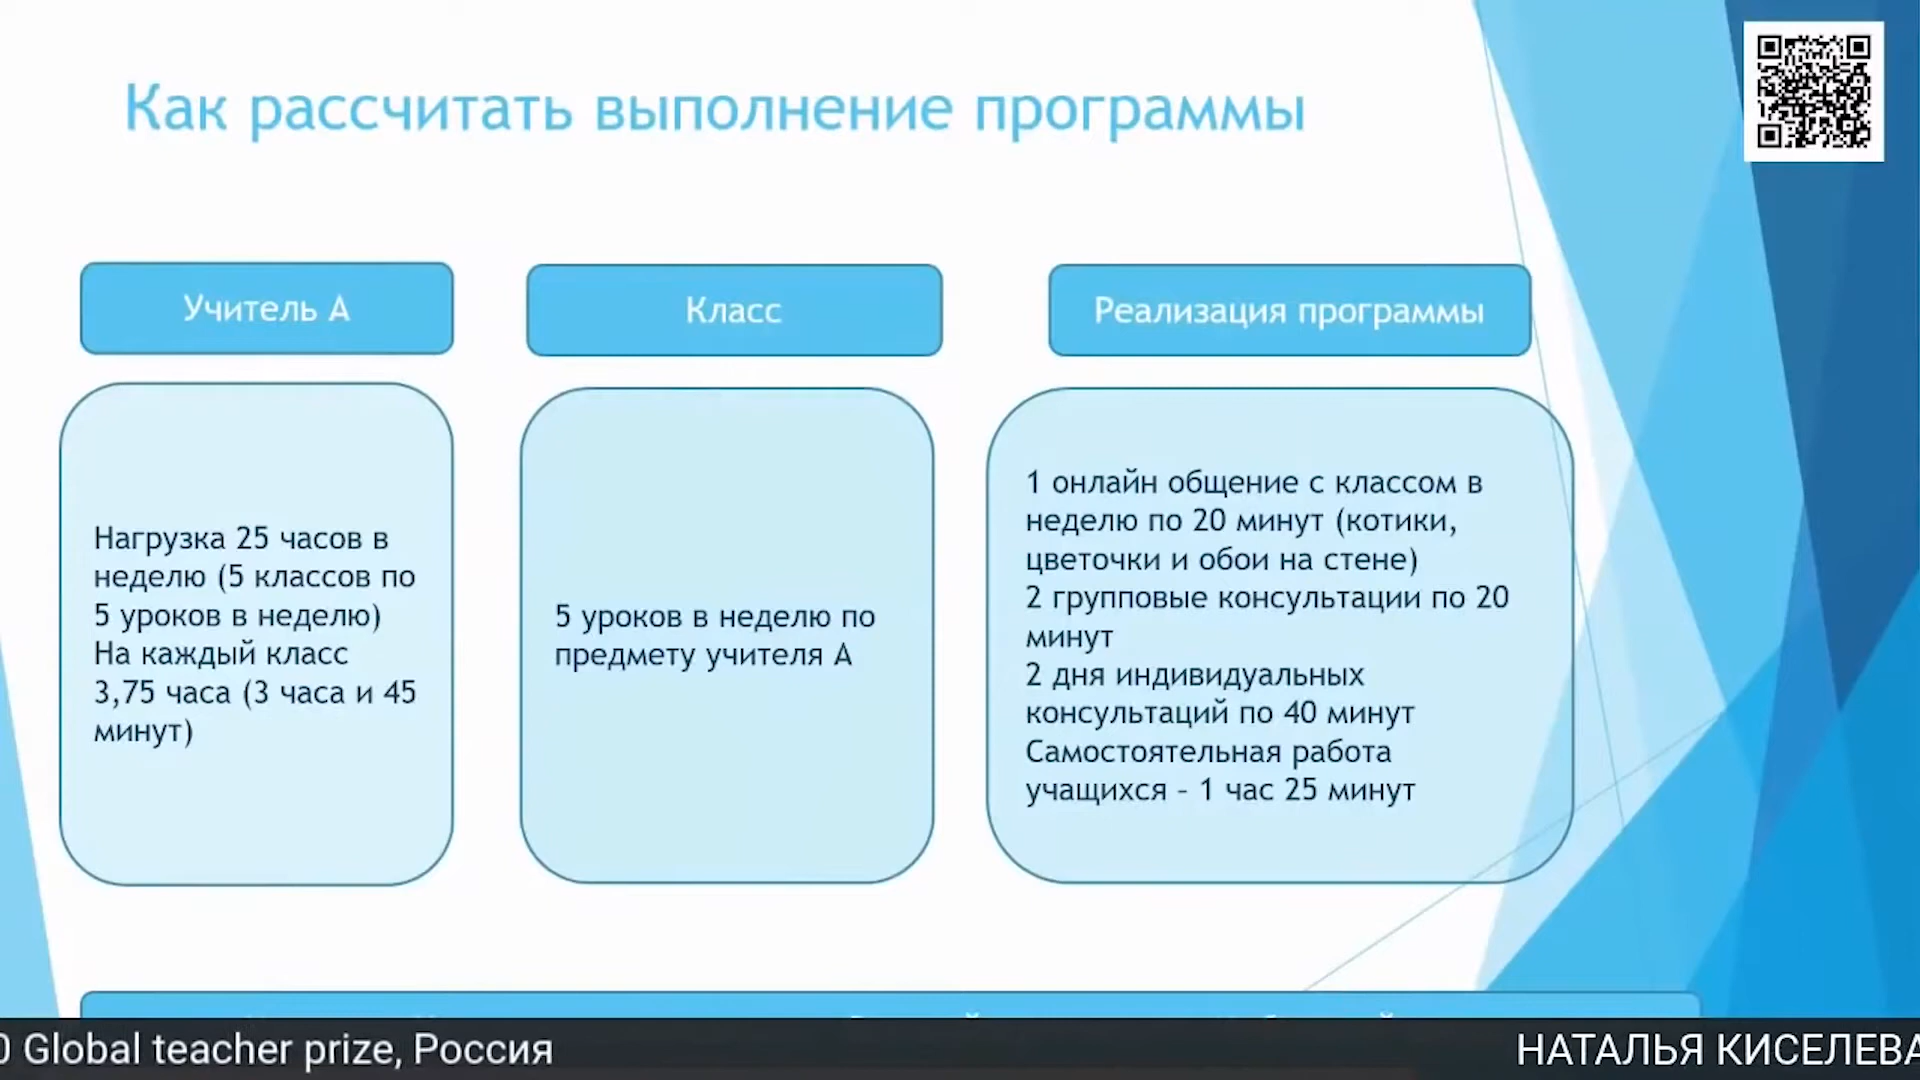 Как рассчитать выполнение программы
Учитель А
Класс
Реализация программы
Нагрузка 25 часов в
неделю (5 классов по
5 уроков в неделю)
На каждый класс
3,75 часа (3 часа и 45
минут)
5 уроков в неделю по
предмету учителя А
1 онлайн общение с классом в
неделю по 20 минут (котики,
цветочки и обои на стене)
2 групповые консультации по 20
минут
2 дня индивидуальных
консультаций по 40 минут
Самостоятельная работа
учащихся – 1 час 25 минут
0 Global teacher prize, Россия
НАТАЛЬЯ КИСЕЛЕВА